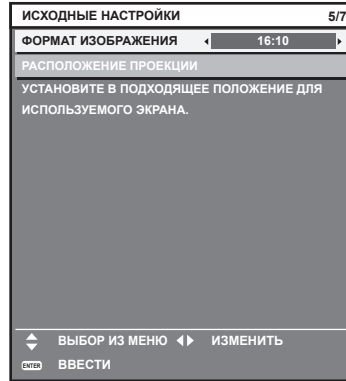 ИСХОДНЫЕ НАСТРОЙКИ 5/7
ФОРМАТ ИЗОБРАЖЕНИЯ 16:10
РАСПОЛОЖЕНИЕ ПРОЕКЦИИ
УСТАНОВИТЕ В ПОДХОДЯЩЕЕ ПОЛОЖЕНИЕ ДЛЯ
ИСПОЛЬЗУЕМОГО ЭКРАНА.
ВЫБОР ИЗ МЕНЮ ИЗМЕНИТЬ
ENTER ВВЕСТИ